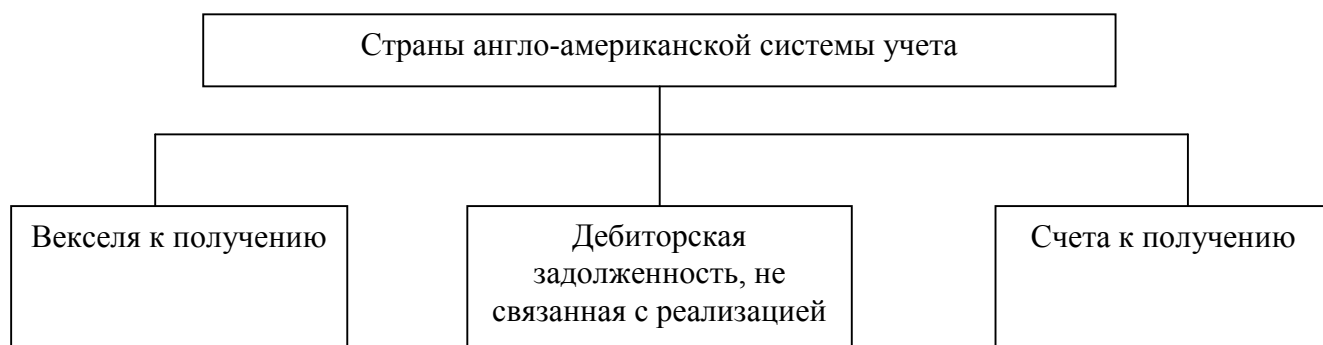 Страны англо-американской системы учета
Векселя к получению
Дебиторская
задолженность, не
связанная с реализацией
Счета к получению